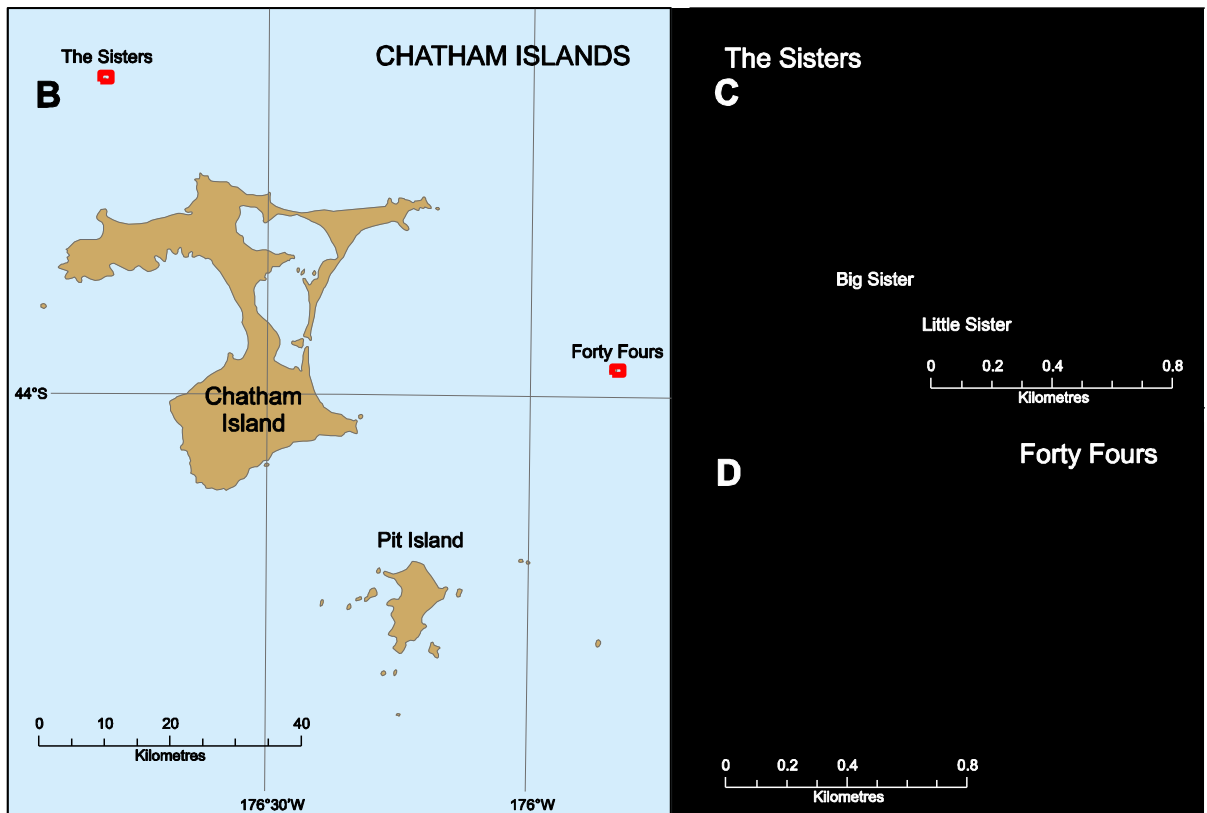 The Sisters
CHATHAM ISLANDS
B
Forty Fours
44°S
Chatham
Island
Pit Island
0 10 20 40
Kilometres
176°30'W
176°W
The Sisters
C
Big Sister
Little Sister
0 0.2 0.4 0.8
Kilometres
Forty Fours
D
0 0.2 0.4 0.8
Kilometres